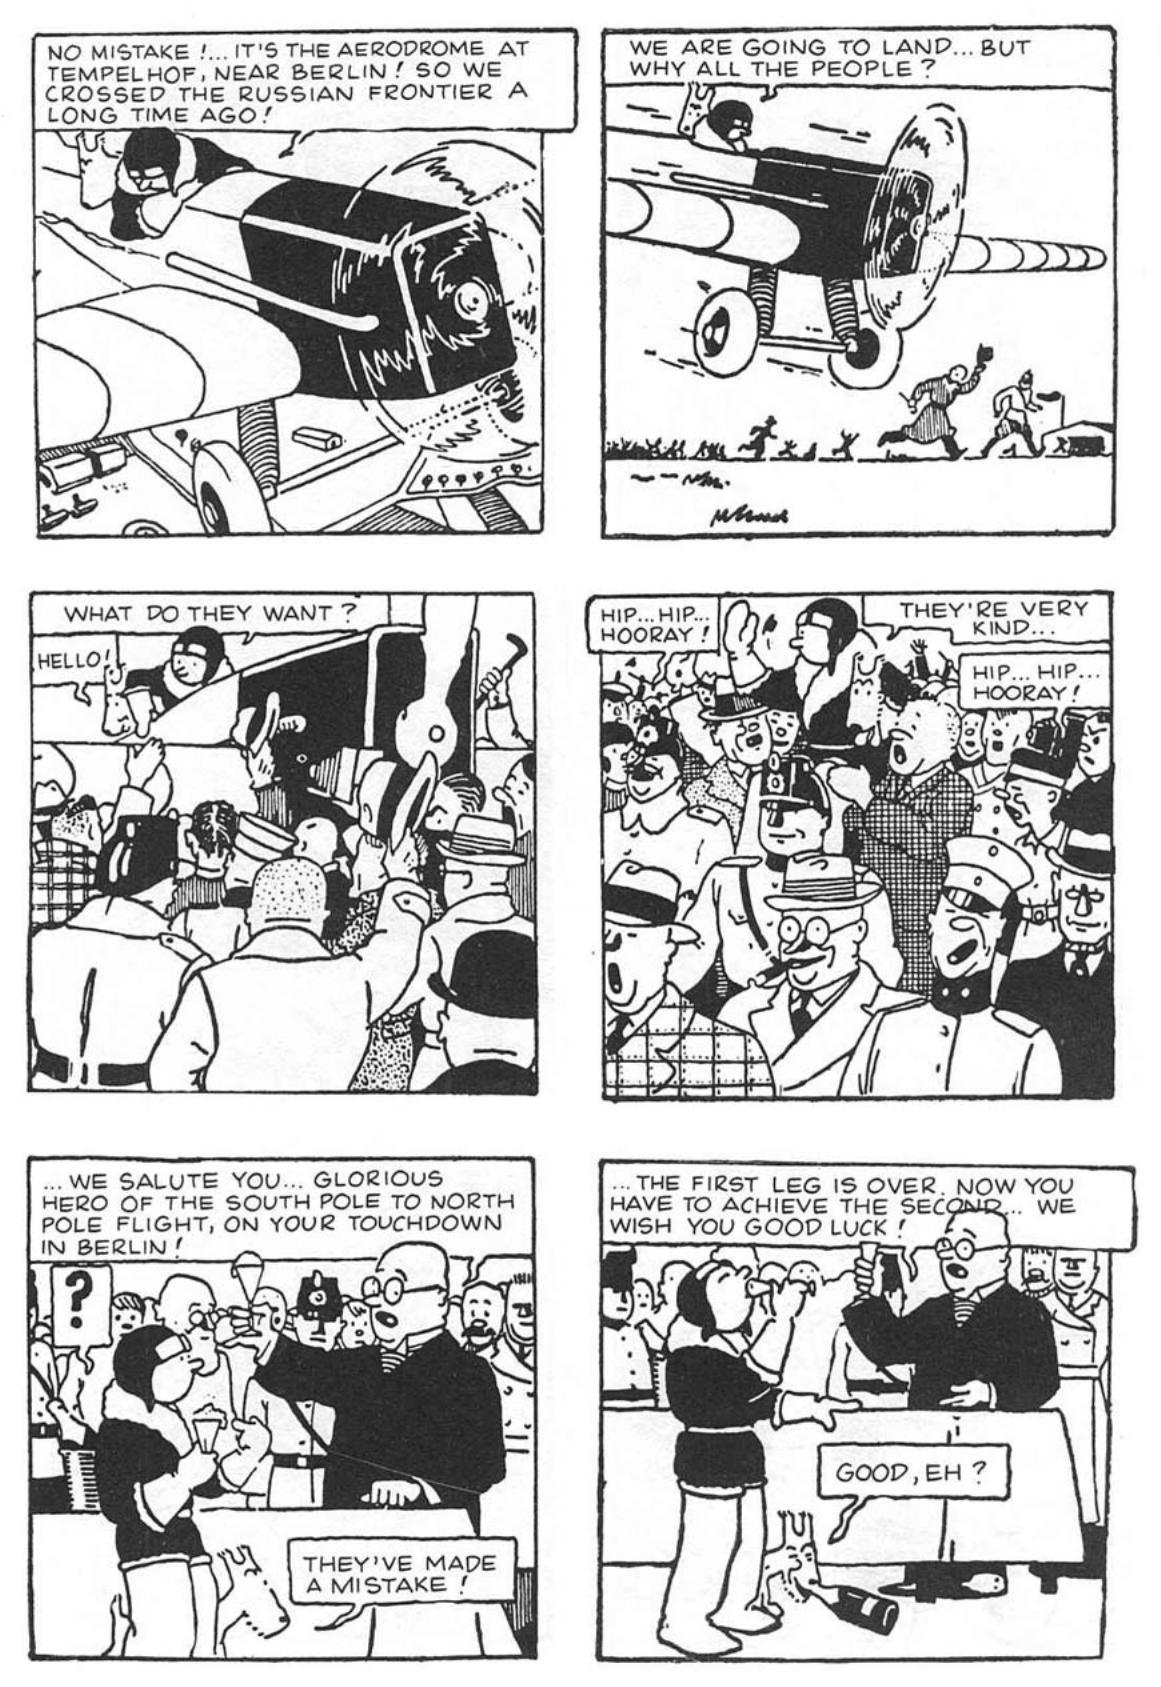 NO MISTAKE!... IT'S THE AERODROME AT
TEMPELHOF, NEAR BERLIN! SO WE
CROSSED THE RUSSIAN FRONTIER A
LONG TIME AGO!
WE ARE GOING TO LAND... BUT
WHY ALL THE PEOPLE?
WHAT DO THEY WANT?
HELLO!
HIP... HIP...
HOORAY!
THEY'RE VERY
KIND...
HIP... HIP...
HOORAY!
...WE SALUTE YOU... GLORIOUS
HERO OF THE SOUTH POLE TO NORTH
POLE FLIGHT, ON YOUR TOUCHDOWN
IN BERLIN!
?
THEY'VE MADE
A MISTAKE!
...THE FIRST LEG IS OVER. NOW YOU
HAVE TO ACHIEVE THE SECOND... WE
WISH YOU GOOD LUCK!
GOOD, EH?